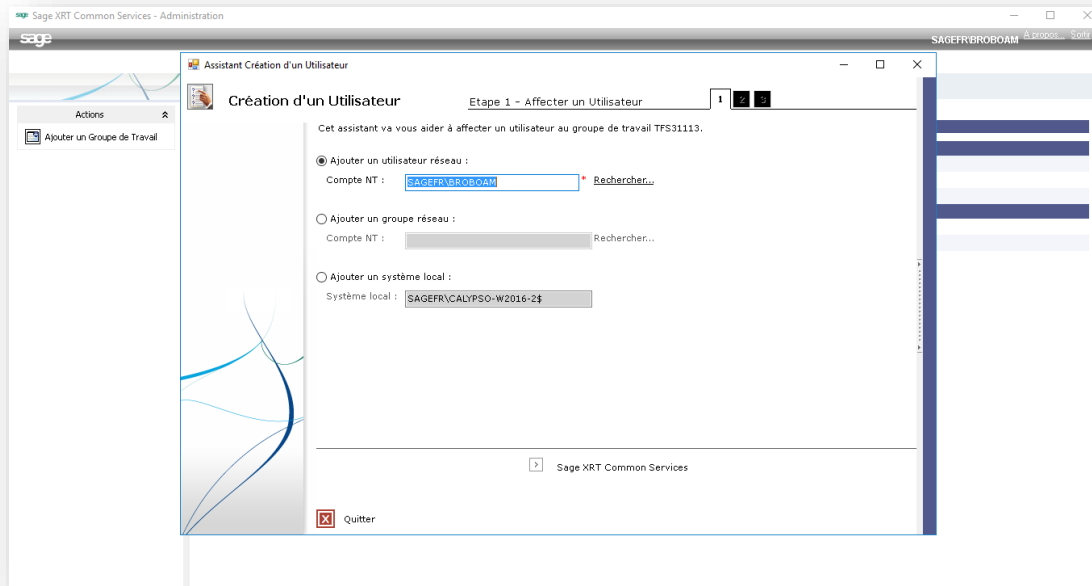 sage Sage XRT Common Services - Administration
sage
SAGEFR\BROBOAM A propos... Sortir
Assistant Création d'un Utilisateur
Création d'un Utilisateur
Etape 1 - Affecter un Utilisateur
1 2 3
Actions
Ajouter un Groupe de Travail
Cet assistant va vous aider à affecter un utilisateur au groupe de travail TFS31113.
Ajouter un utilisateur réseau :
Compte NT : SAGEFR\BROBOAM * Rechercher...
Ajouter un groupe réseau :
Compte NT : Rechercher...
Ajouter un système local :
Système local : SAGEFR\CALYPSO-W2016-2$
Sage XRT Common Services
Quitter